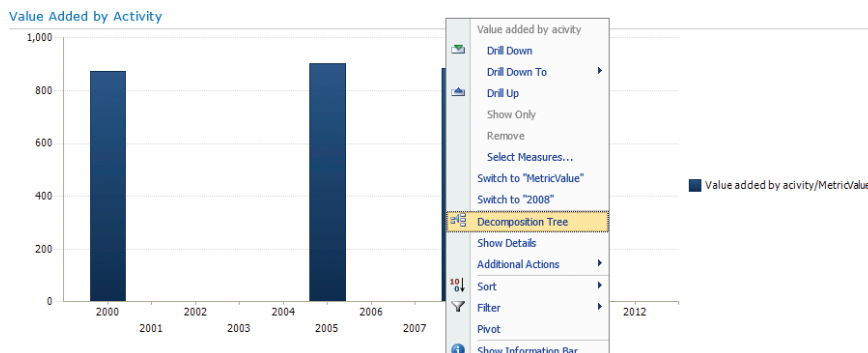 Value Added by Activity
1,000
800
600
400
200
0
2000
2001
2002
2003
2004
2005
2006
2007
2012
Value added by acivity
Drill Down
Drill Down To
Drill Up
Show Only
Remove
Select Measures...
Switch to "MetricValue"
Switch to "2008"
Decomposition Tree
Show Details
Additional Actions
Sort
Filter
Pivot
Show Information Bar
Value added by acivity/MetricValue